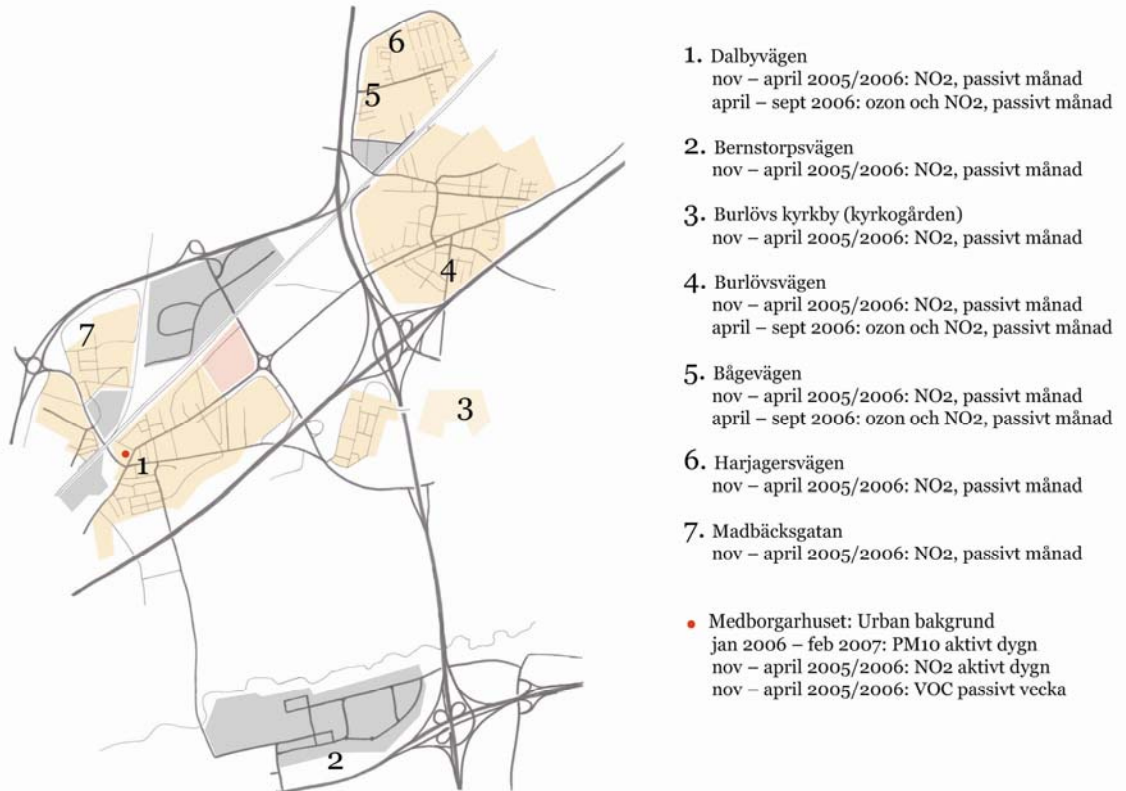 6
5
4
7
3
1
2
1. Dalbyvägen
nov – april 2005/2006: NO2, passivt månad
april – sept 2006: ozon och NO2, passivt månad
2. Bernstorpsvägen
nov – april 2005/2006: NO2, passivt månad
3. Burlövs kyrkby (kyrkogården)
nov – april 2005/2006: NO2, passivt månad
4. Burlövsvägen
nov – april 2005/2006: NO2, passivt månad
april – sept 2006: ozon och NO2, passivt månad
5. Bågevägen
nov – april 2005/2006: NO2, passivt månad
april – sept 2006: ozon och NO2, passivt månad
6. Harjagersvägen
nov – april 2005/2006: NO2, passivt månad
7. Madbäcksgatan
nov – april 2005/2006: NO2, passivt månad
• Medborgarhuset: Urban bakgrund
jan 2006 – feb 2007: PM10 aktivt dygn
nov – april 2005/2006: NO2 aktivt dygn
nov – april 2005/2006: VOC passivt vecka